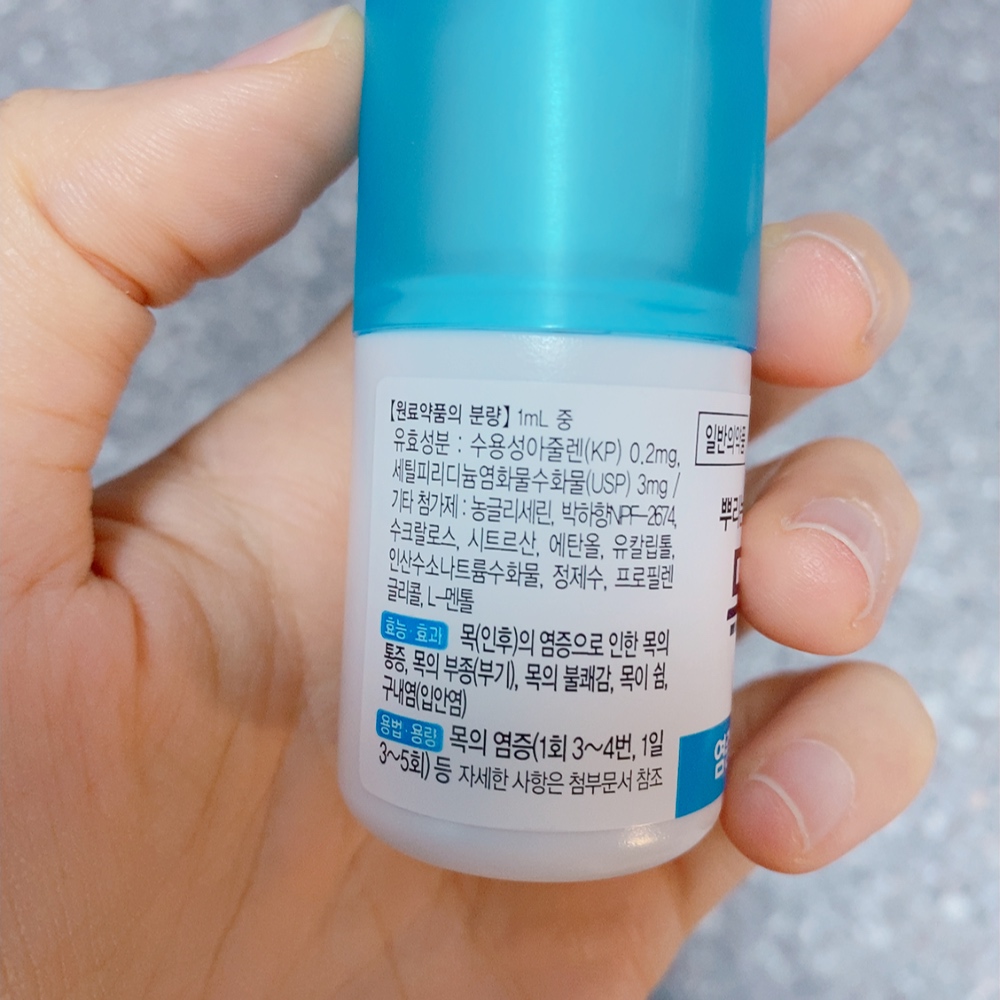 【원료약품의 분량】 1mL 중
유효성분 : 수용성아줄렌(KP) 0.2mg,
세틸피리디늄염화물수화물(USP) 3mg /
기타 첨가제 : 농글리세린, 박하향NPF-2674,
수크랄로스, 시트르산, 에탄올, 유칼립톨,
인산수소나트륨수화물, 정제수, 프로필렌
글리콜, L-멘톨
효능·효과 목(인후)의 염증으로 인한 목의
통증, 목의 부종(부기), 목의 불쾌감, 목이 쉼,
구내염(입안염)
용법·용량 목의 염증(1회 3~4번, 1일
3~5회) 등 자세한 사항은 첨부문서 참조
일반의약품